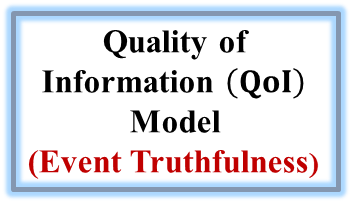 Quality of
Information (QoI)
Model
(Event Truthfulness)